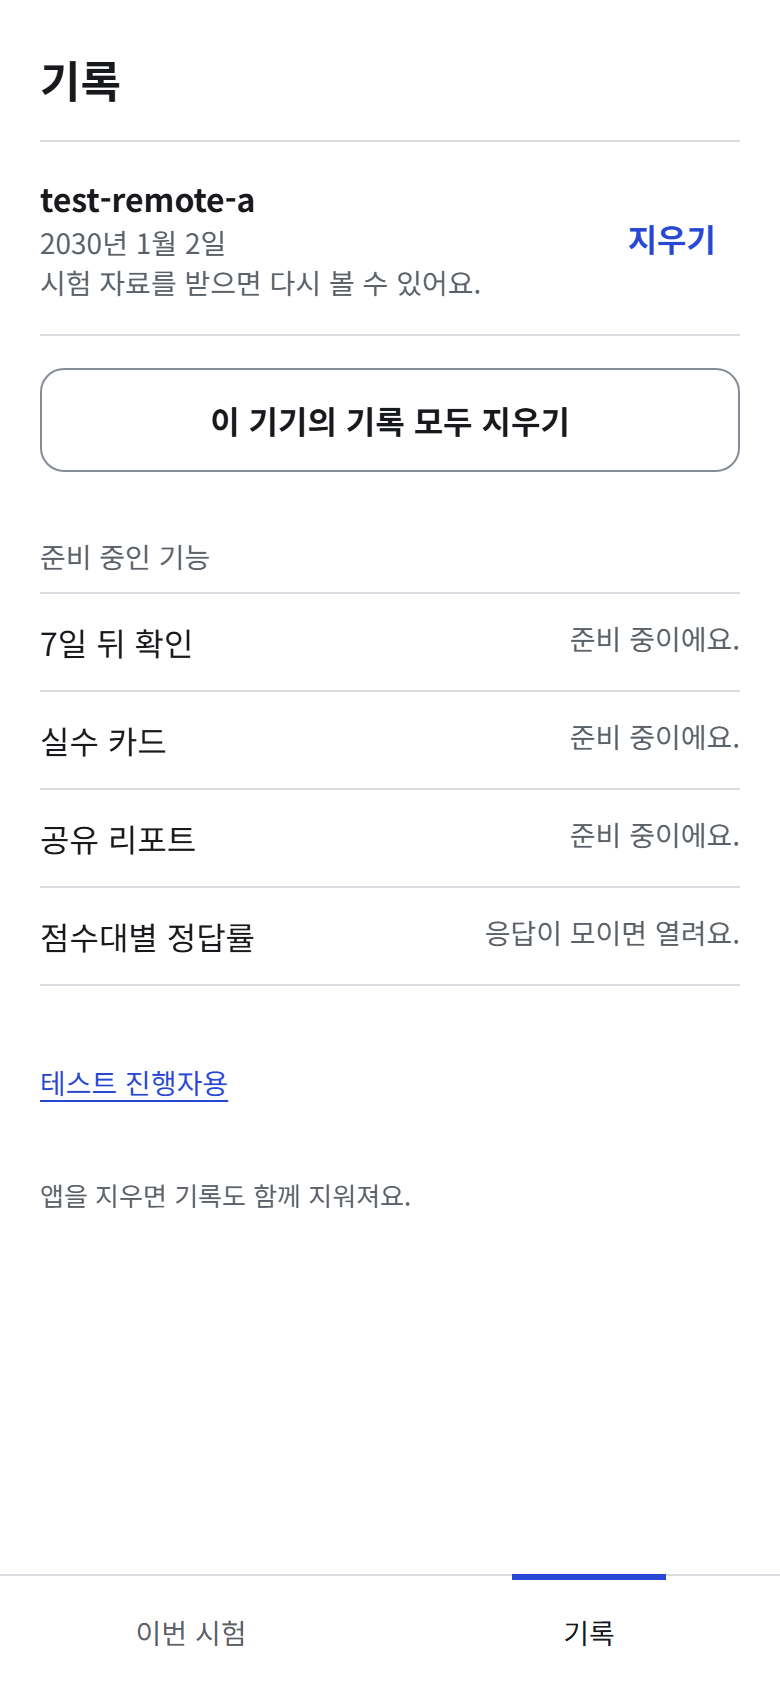 기록
test-remote-a
2030년 1월 2일
시험 자료를 받으면 다시 볼 수 있어요.
지우기
이 기기의 기록 모두 지우기
준비 중인 기능
7일 뒤 확인 준비 중이에요.
실수 카드 준비 중이에요.
공유 리포트 준비 중이에요.
점수대별 정답률 응답이 모이면 열려요.
테스트 진행자용
앱을 지우면 기록도 함께 지워져요.
이번 시험 기록